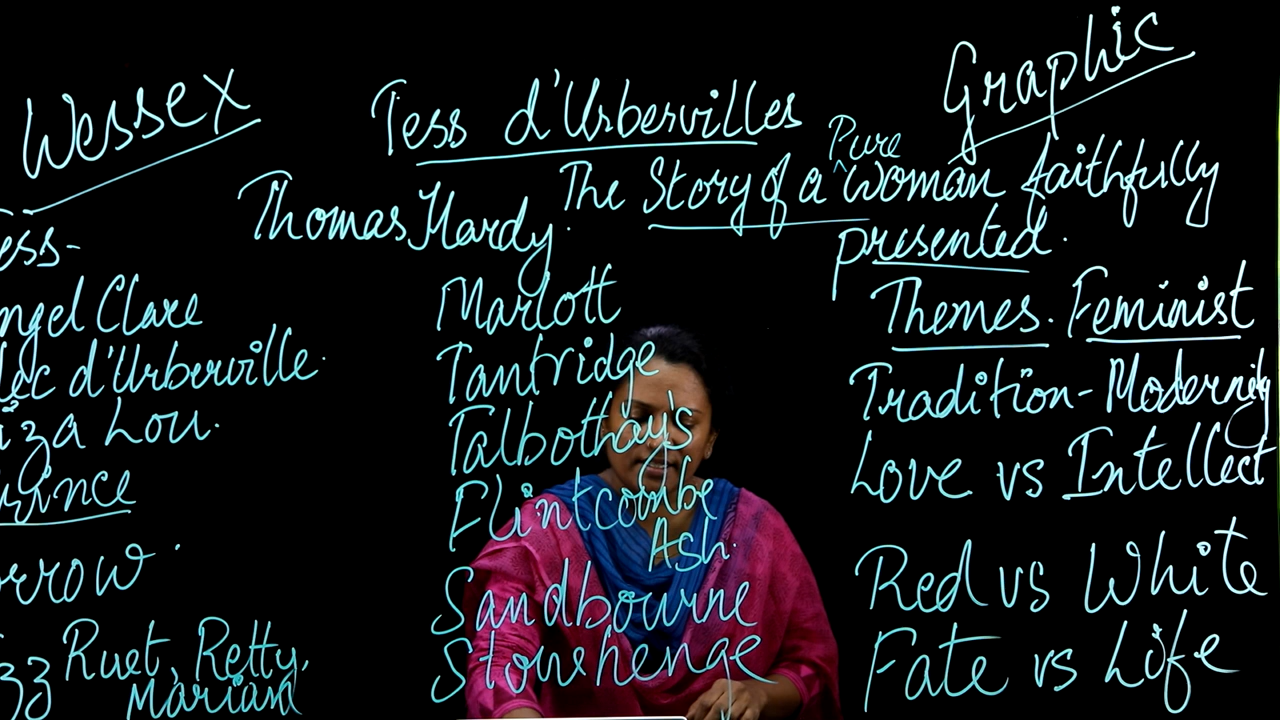 Wessex
Tess d'Urbervilles
Graphic
Thomas Hardy.
The Story of a ^Pure Woman faithfully
presented.
ess-
ngel Clare
lec d'Urberville.
iza Lou.
rince
orrow.
zz Ruet, Retty,
Marian
Marlott
Tantridge
Talbothay's
Flintcombe
Ash.
Sandbourne
Stonehenge
Themes. Feminist
Tradition - Modernity
Love vs Intellect
Red vs White
Fate vs Life